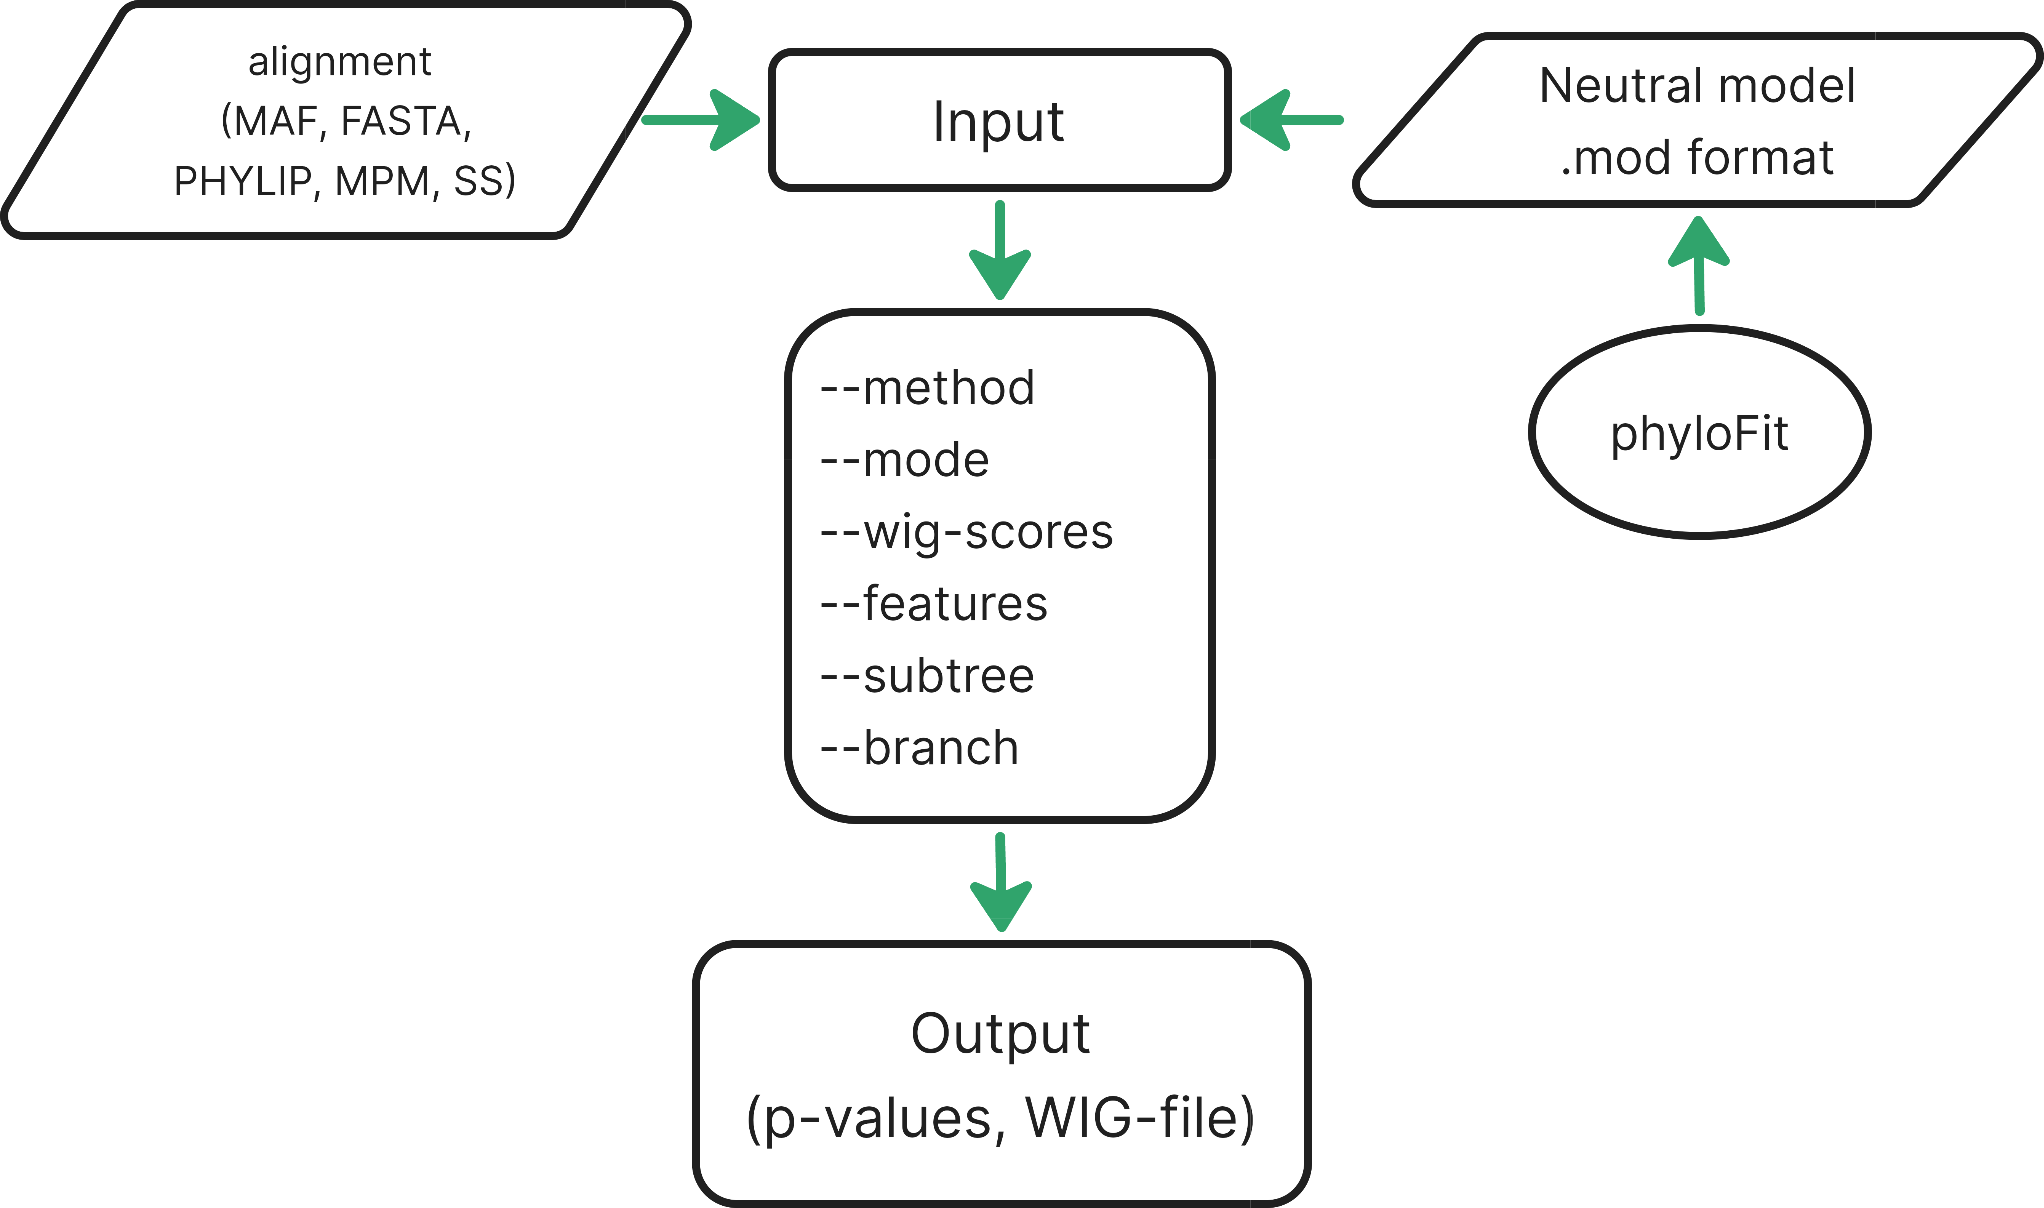 alignment
(MAF, FASTA,
PHYLIP, MPM, SS)
Input
Neutral model
.mod format
phyloFit
--method
--mode
--wig-scores
--features
--subtree
--branch
Output
(p-values, WIG-file)